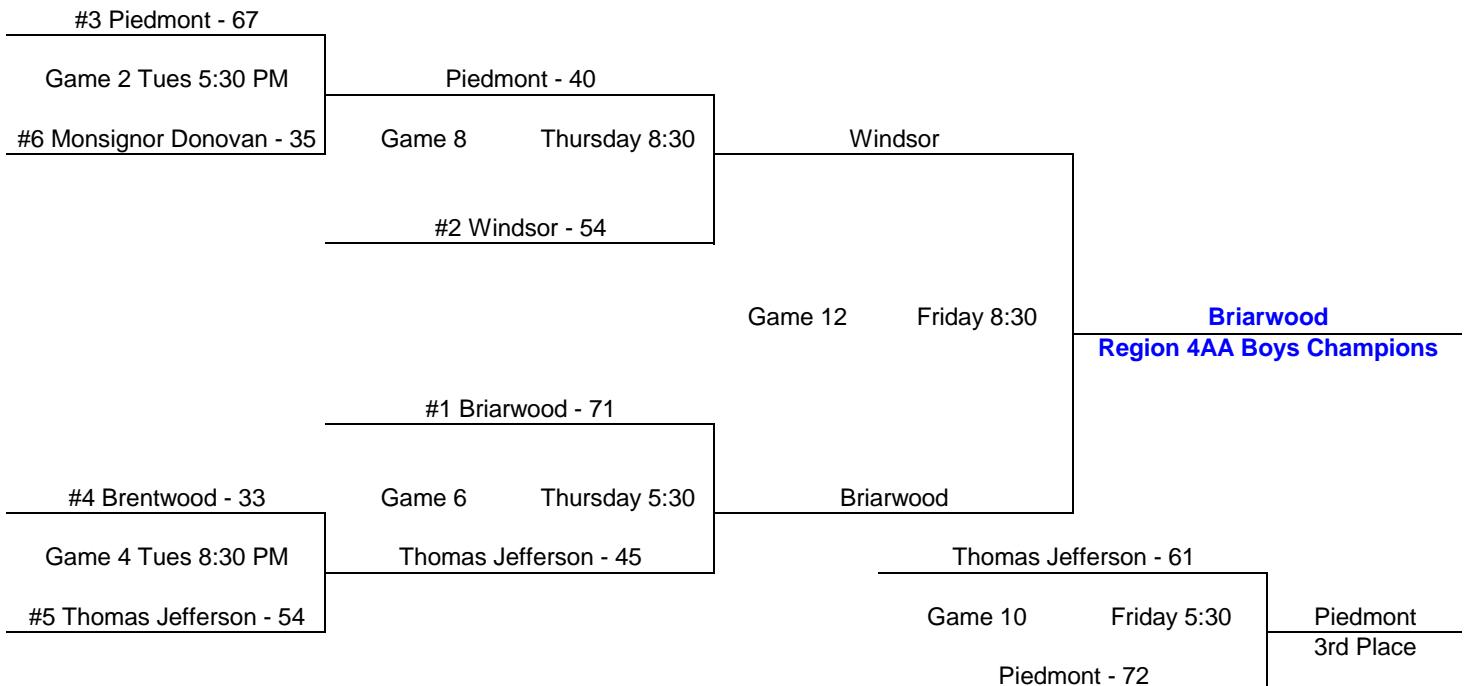 #3 Piedmont - 67
Game 2 Tues 5:30 PM
Piedmont - 40
#6 Monsignor Donovan - 35
Game 8 Thursday 8:30
Windsor
#2 Windsor - 54
Game 12 Friday 8:30
Briarwood
Region 4AA Boys Champions
#1 Briarwood - 71
#4 Brentwood - 33
Game 6 Thursday 5:30
Briarwood
Game 4 Tues 8:30 PM
Thomas Jefferson - 45
Thomas Jefferson - 61
#5 Thomas Jefferson - 54
Game 10 Friday 5:30
Piedmont
3rd Place
Piedmont - 72